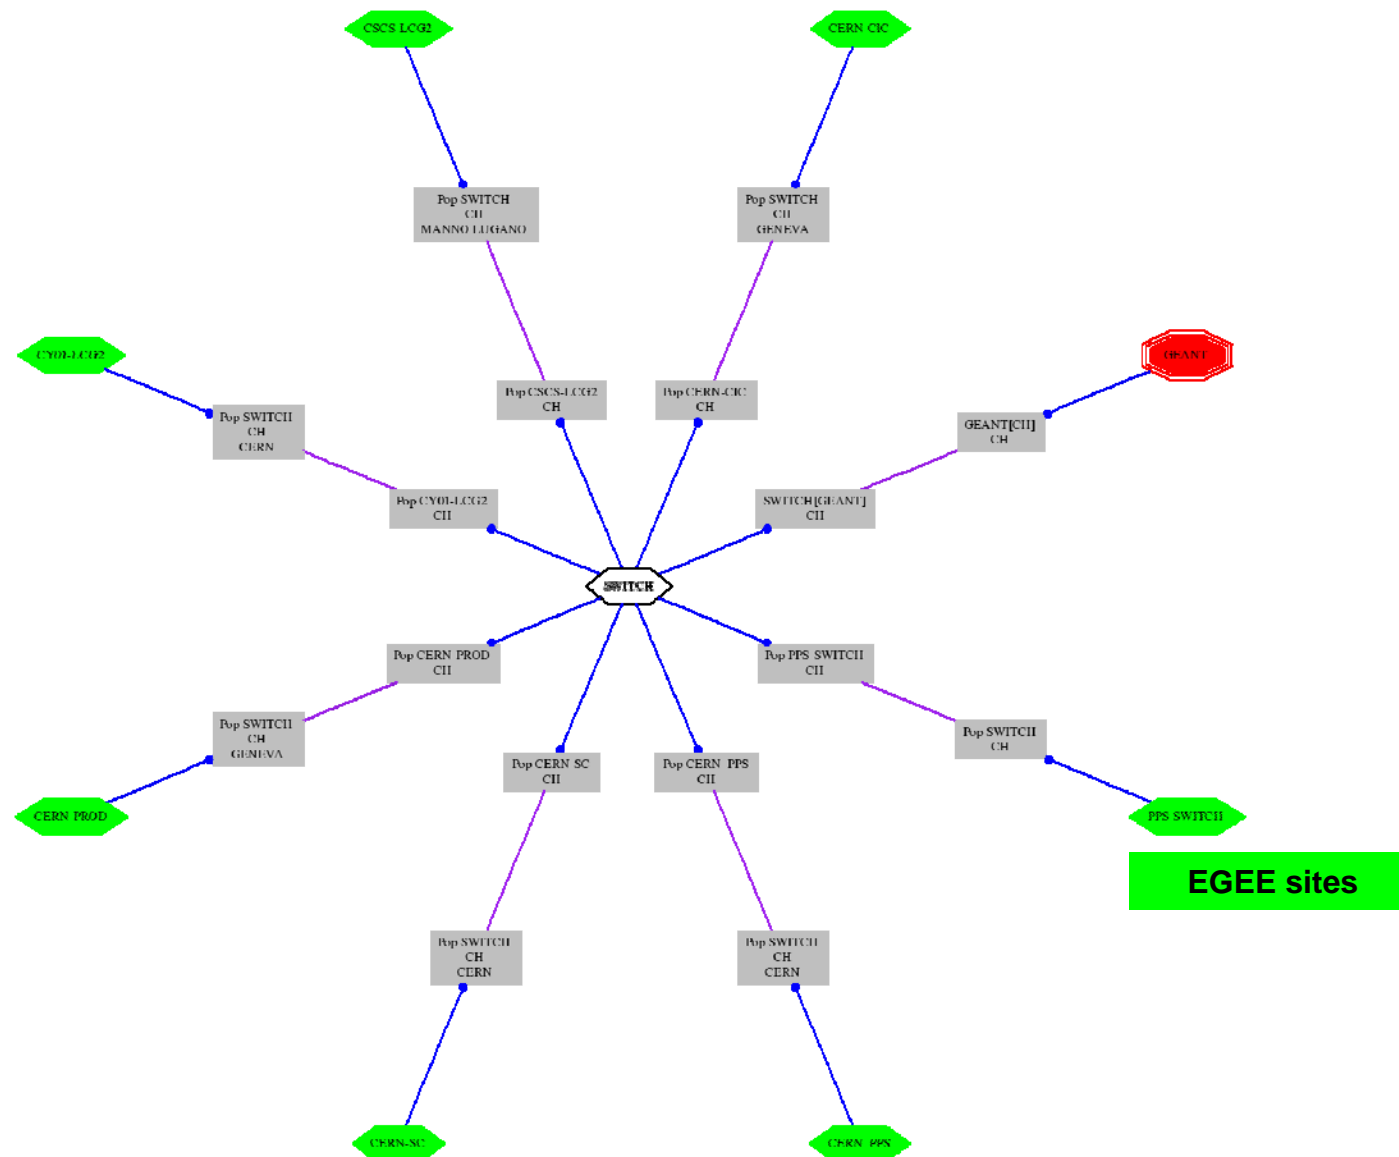 CSCS-LCG2
CERN-CIC
Pop SWITCH
CH
MANNO LUGANO
Pop SWITCH
CH
GENEVA
CY01-LCG2
GEANT
Pop CSCS-LCG2
CH
Pop CERN-CIC
CH
Pop SWITCH
CH
CERN
GEANT[CH]
CH
Pop CY01-LCG2
CH
SWITCH[GEANT]
CH
SWITCH
Pop CERN PROD
CH
Pop PPS SWITCH
CH
Pop SWITCH
CH
GENEVA
Pop SWITCH
CH
Pop CERN SC
CH
Pop CERN PPS
CH
CERN PROD
PPS SWITCH
EGEE sites
Pop SWITCH
CH
CERN
Pop SWITCH
CH
CERN
CERN-SC
CERN PPS